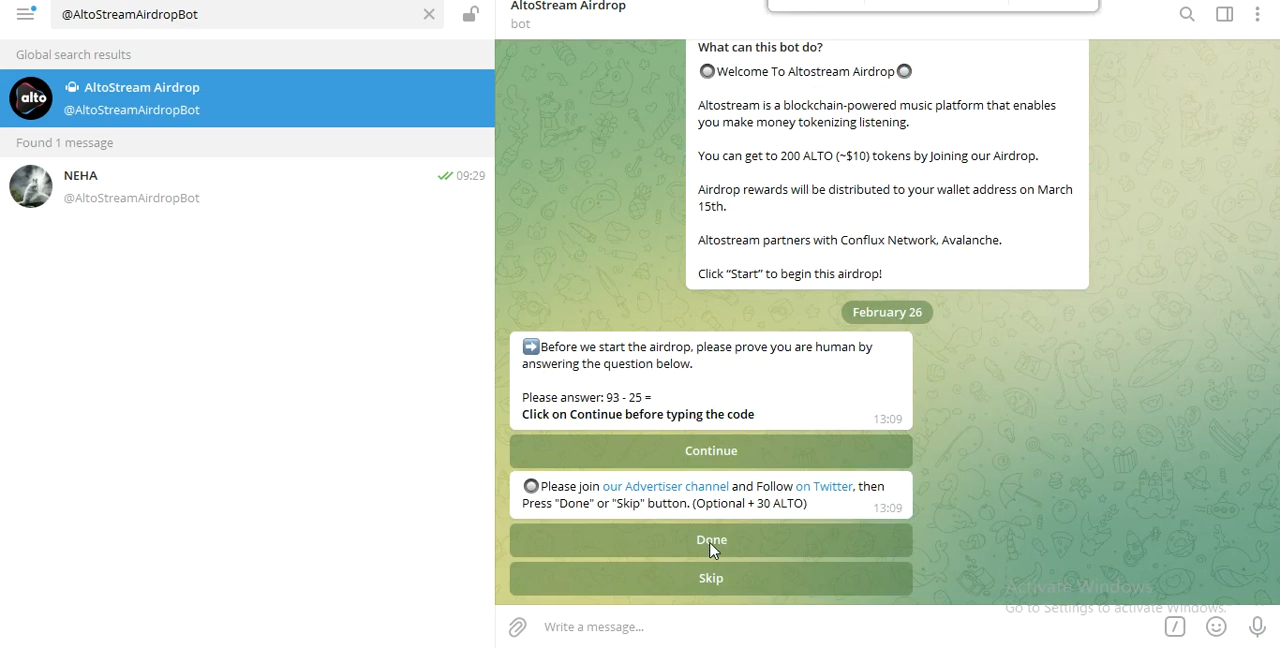 @AltoStreamAirdropBot
Global search results
alto
AltoStream Airdrop
@AltoStreamAirdropBot
Found 1 message
NEHA
09:29
@AltoStreamAirdropBot
AltoStream Airdrop
bot
What can this bot do?
Welcome To Altostream Airdrop
Altostream is a blockchain-powered music platform that enables
you make money tokenizing listening.
You can get to 200 ALTO (~$10) tokens by Joining our Airdrop.
Airdrop rewards will be distributed to your wallet address on March
15th.
Altostream partners with Conflux Network, Avalanche.
Click “Start” to begin this airdrop!
February 26
Before we start the airdrop, please prove you are human by
answering the question below.
Please answer: 93 - 25 =
Click on Continue before typing the code
13:09
Continue
Please join our Advertiser channel and Follow on Twitter, then
Press "Done" or "Skip" button. (Optional + 30 ALTO)
13:09
Done
Skip
Activate Windows
Go to Settings to activate Windows.
Write a message...